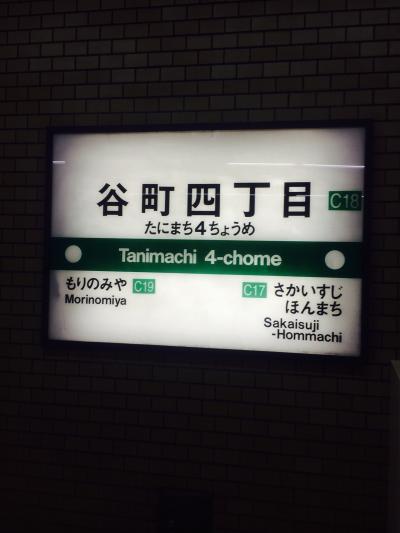 谷町四丁目 C18
たにまち4ちょうめ
Tanimachi 4-chome
もりのみや C19
Morinomiya
C17 さかいすじ
ほんまち
Sakaisuji
-Hommachi